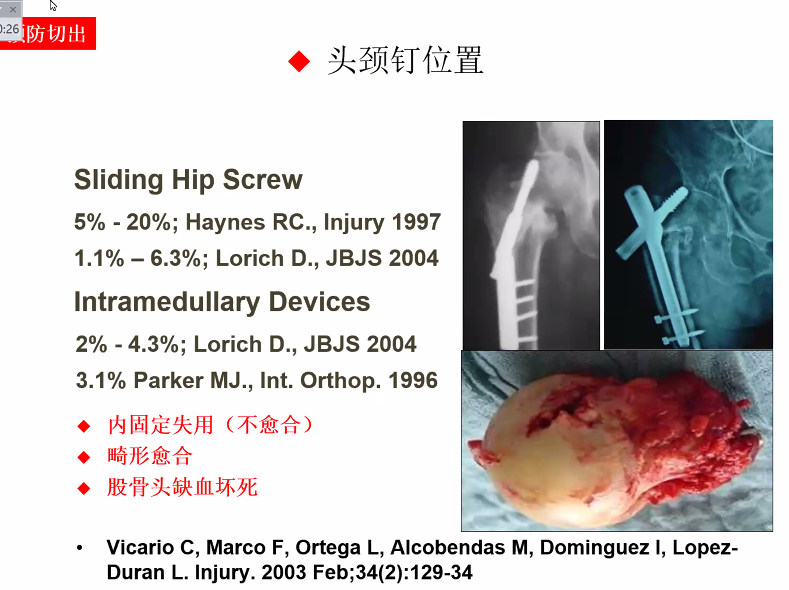 :26
预防切出
◆ 头颈钉位置
Sliding Hip Screw
5% - 20%; Haynes RC., Injury 1997
1.1% – 6.3%; Lorich D., JBJS 2004
Intramedullary Devices
2% - 4.3%; Lorich D., JBJS 2004
3.1% Parker MJ., Int. Orthop. 1996
◆ 内固定失用（不愈合）
◆ 畸形愈合
◆ 股骨头缺血坏死
• Vicario C, Marco F, Ortega L, Alcobendas M, Dominguez I, Lopez-
Duran L. Injury. 2003 Feb;34(2):129-34